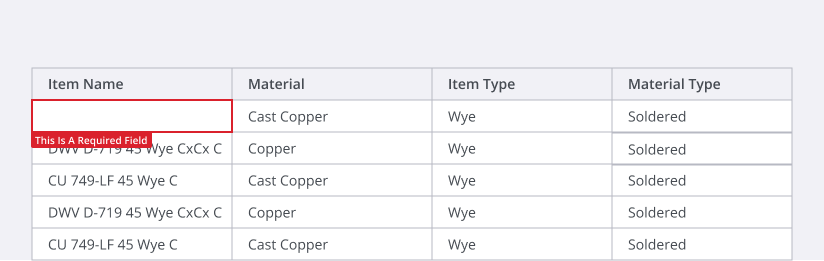 Item Name Material Item Type Material Type
Cast Copper Wye Soldered
This Is A Required Field
DWV D-719 45 Wye CxCx C Copper Wye Soldered
CU 749-LF 45 Wye C Cast Copper Wye Soldered
DWV D-719 45 Wye CxCx C Copper Wye Soldered
CU 749-LF 45 Wye C Cast Copper Wye Soldered